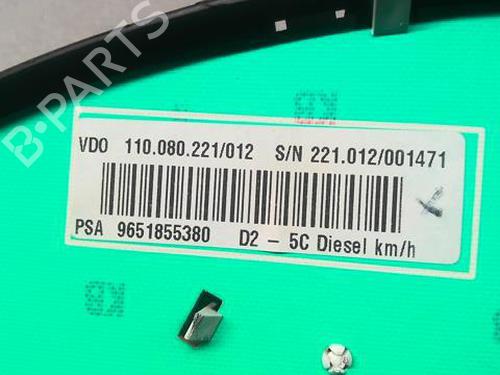 B-PARTS
VDO 110.080.221/012 S/N 221.012/001471
PSA 9651855380 D2 - 5C Diesel km/h